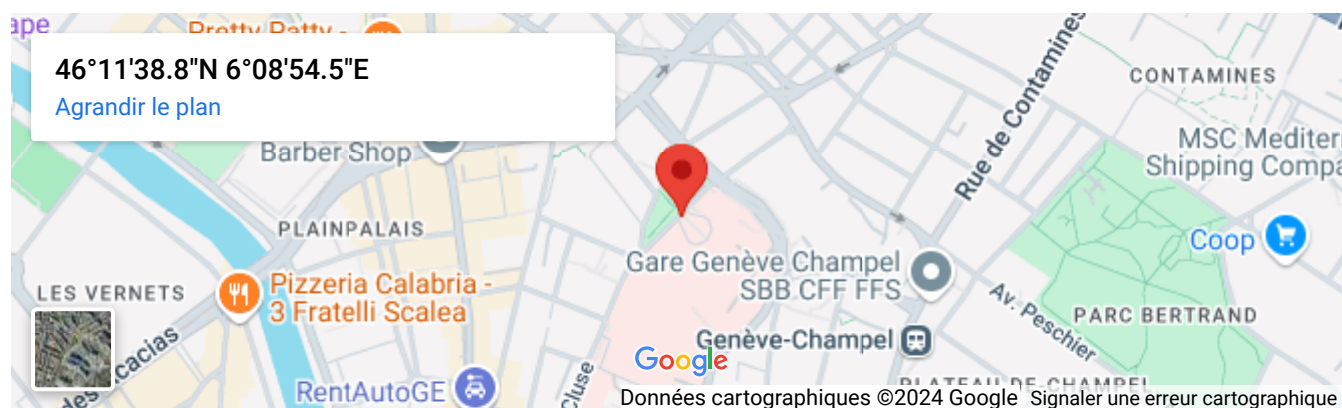 ape
Pretty Patty -
46°11'38.8"N 6°08'54.5"E
Agrandir le plan
Barber Shop
Rue de Contamines
CONTAMINES
MSC Mediter
Shipping Compa
PLAINPALAIS
Coop
Gare Genève Champel
SBB CFF FFS
LES VERNETS
Pizzeria Calabria -
3 Fratelli Scalea
Av. Peschier
PARC BERTRAND
Genève-Champel
des Acacias
Google
RentAutoGE
Cluse
PLATEAU DE CHAMPEL
Données cartographiques ©2024 Google
Signaler une erreur cartographique